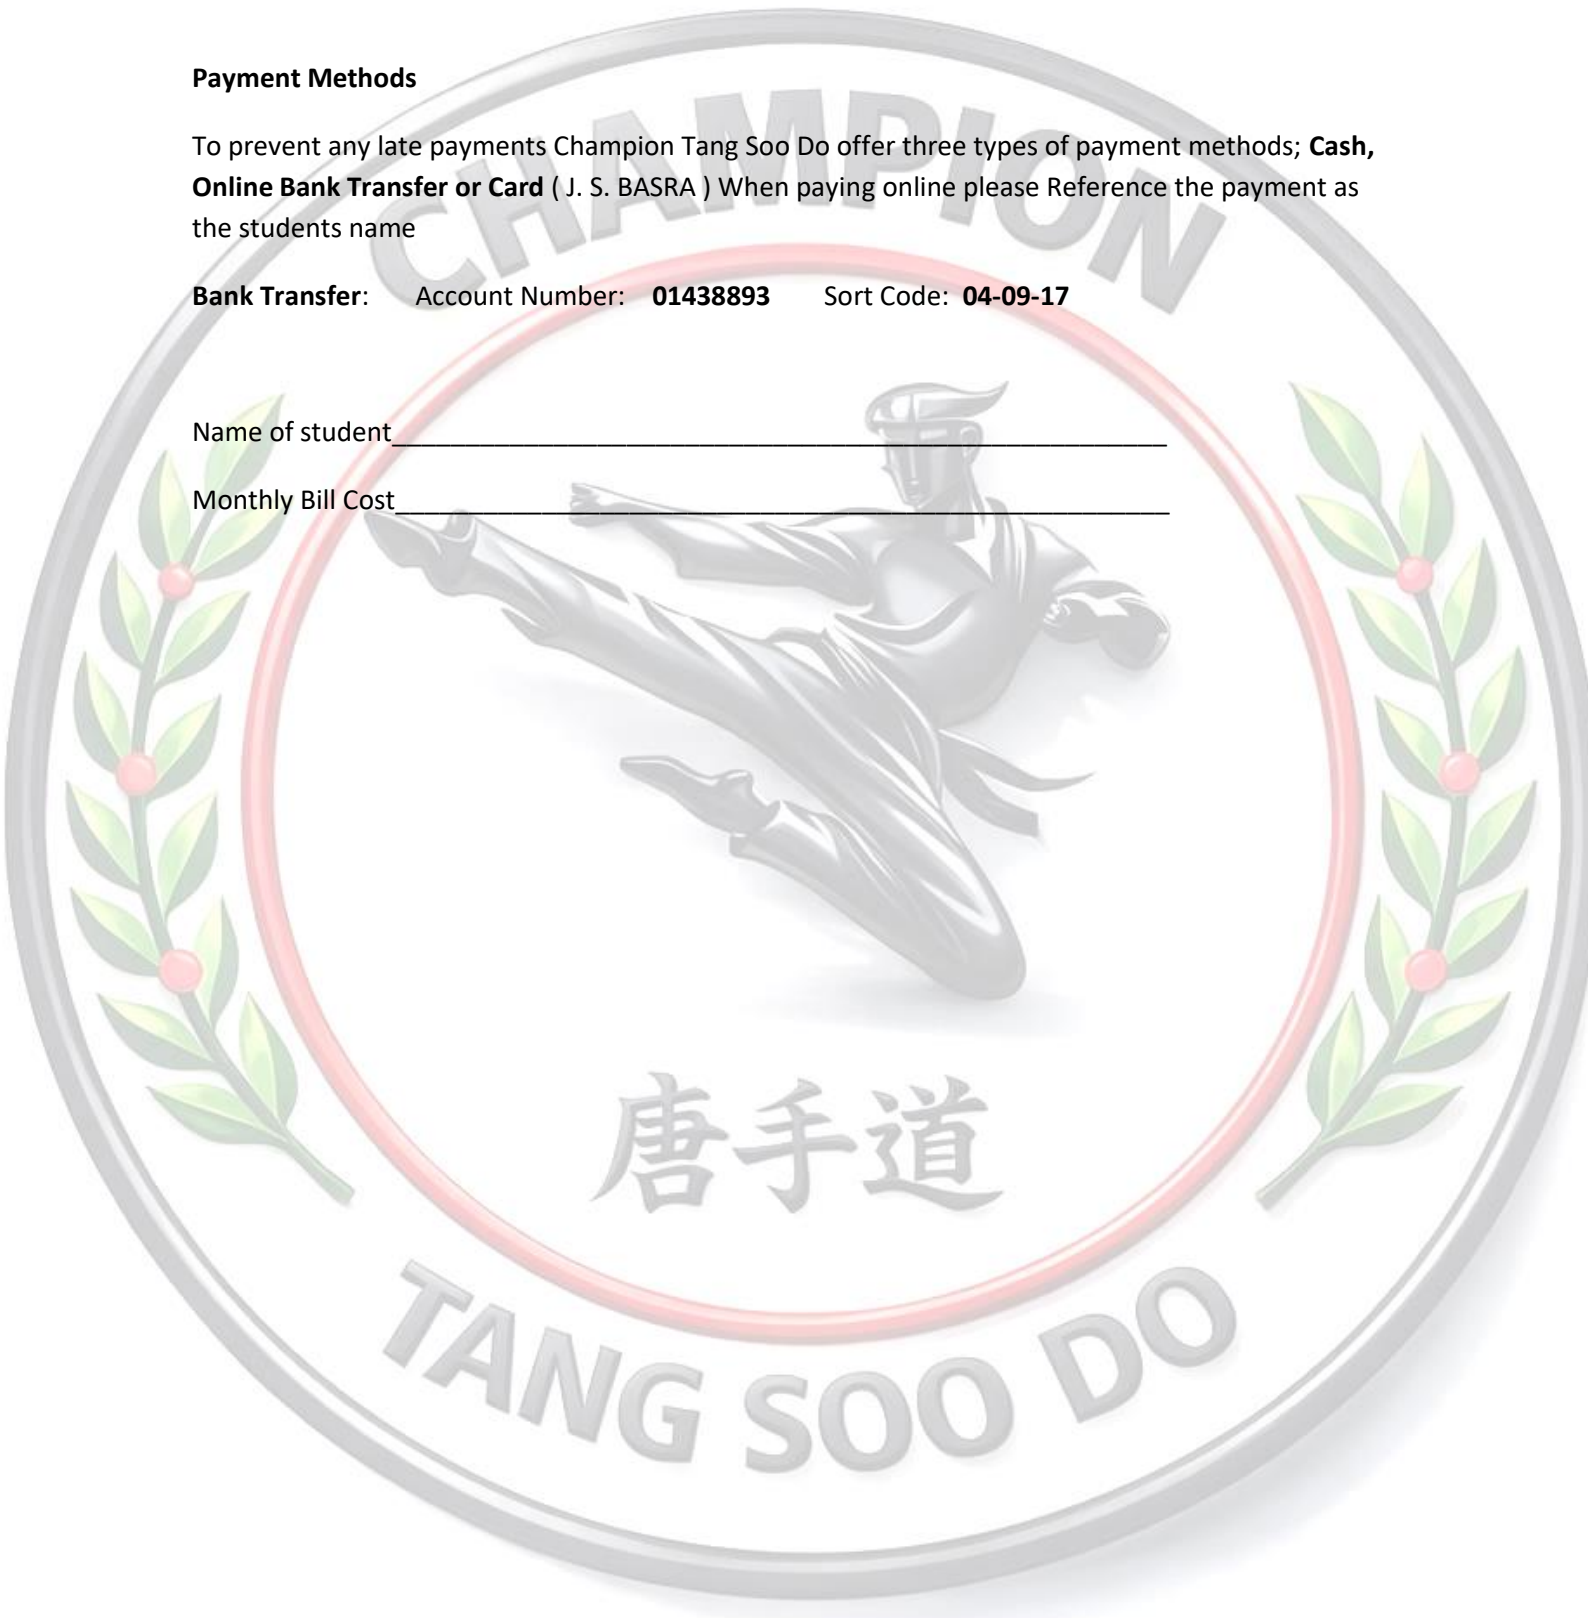 Payment Methods
To prevent any late payments Champion Tang Soo Do offer three types of payment methods; Cash,
Online Bank Transfer or Card ( J. S. BASRA ) When paying online please Reference the payment as
the students name
Bank Transfer: Account Number: 01438893 Sort Code: 04-09-17
Name of student_____________________________________________________
Monthly Bill Cost_____________________________________________________
CHAMPION
唐手道
TANG SOO DO